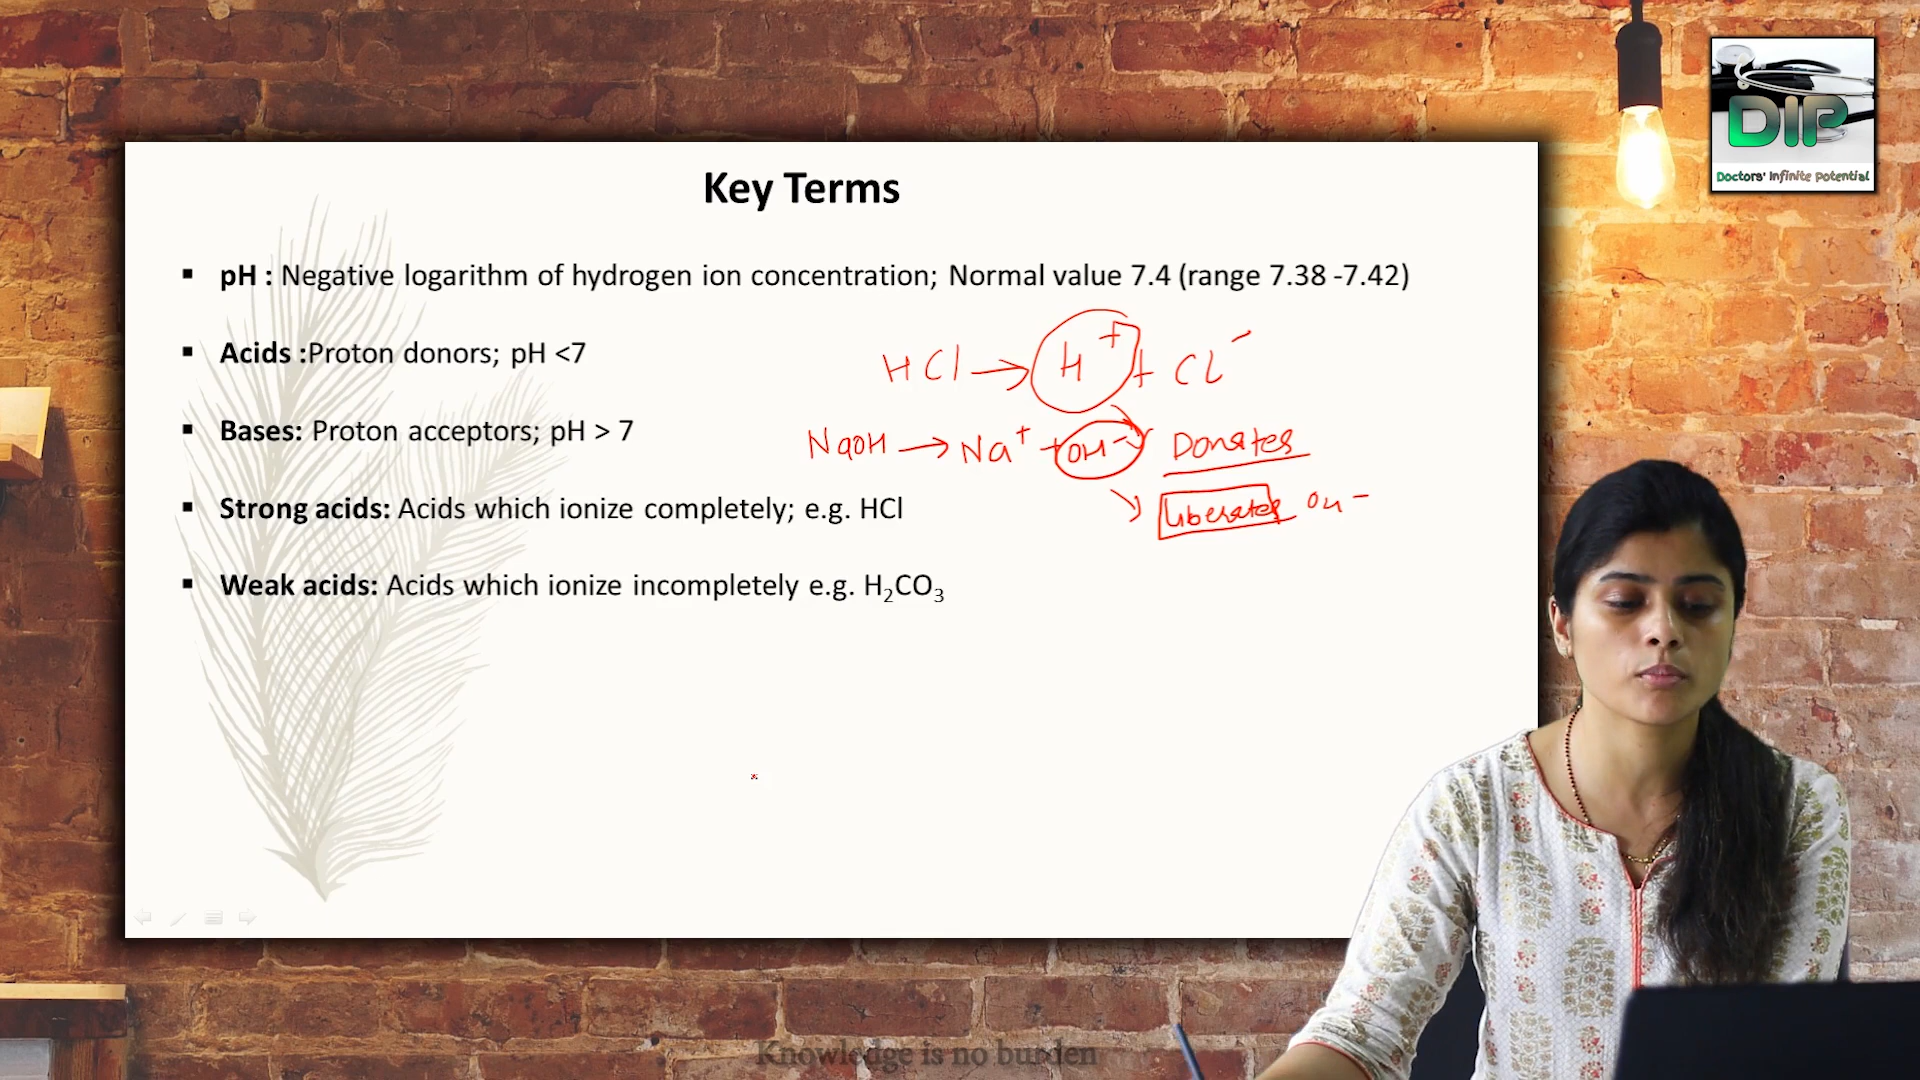 DIP
Doctors' Infinite Potential
Key Terms
▪ pH : Negative logarithm of hydrogen ion concentration; Normal value 7.4 (range 7.38 -7.42)
▪ Acids :Proton donors; pH <7
HCl → H⁺ + Cl⁻
▪ Bases: Proton acceptors; pH > 7
NaOH → Na⁺ + OH⁻ Donates
▪ Strong acids: Acids which ionize completely; e.g. HCl
liberates OH⁻
▪ Weak acids: Acids which ionize incompletely e.g. H₂CO₃
Knowledge is no burden